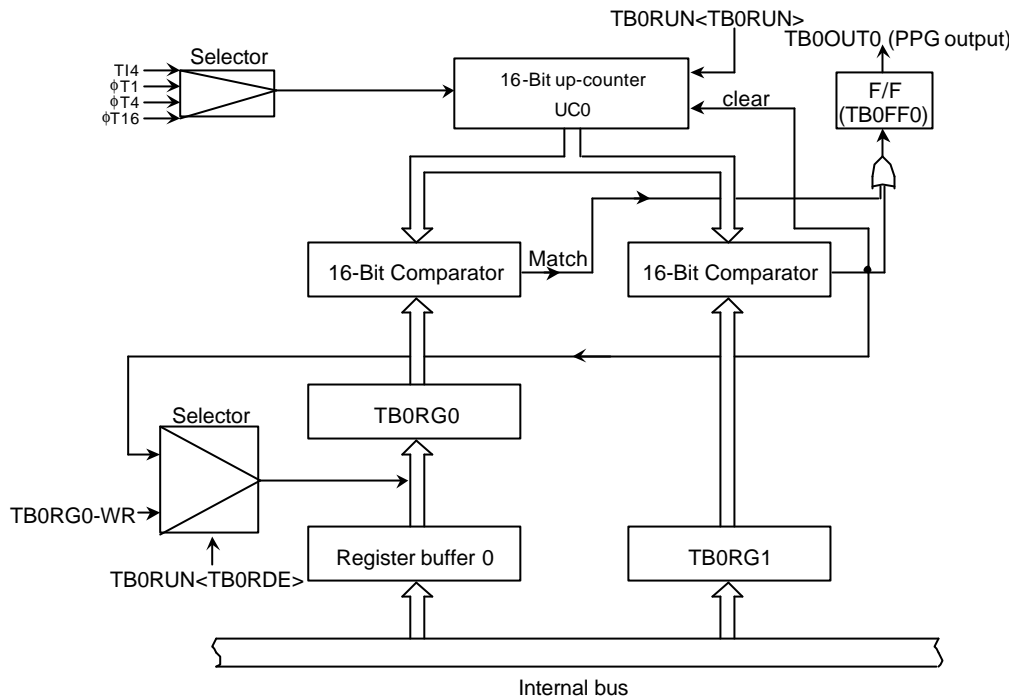 TB0RUN<TB0RUN>
TB0OUT0 (PPG output)
Selector
TI4
ϕT1
ϕT4
ϕT16
16-Bit up-counter
UC0
clear
F/F
(TB0FF0)
16-Bit Comparator
Match
16-Bit Comparator
TB0RG0
Selector
TB0RG0-WR
Register buffer 0
TB0RG1
TB0RUN<TB0RDE>
Internal bus